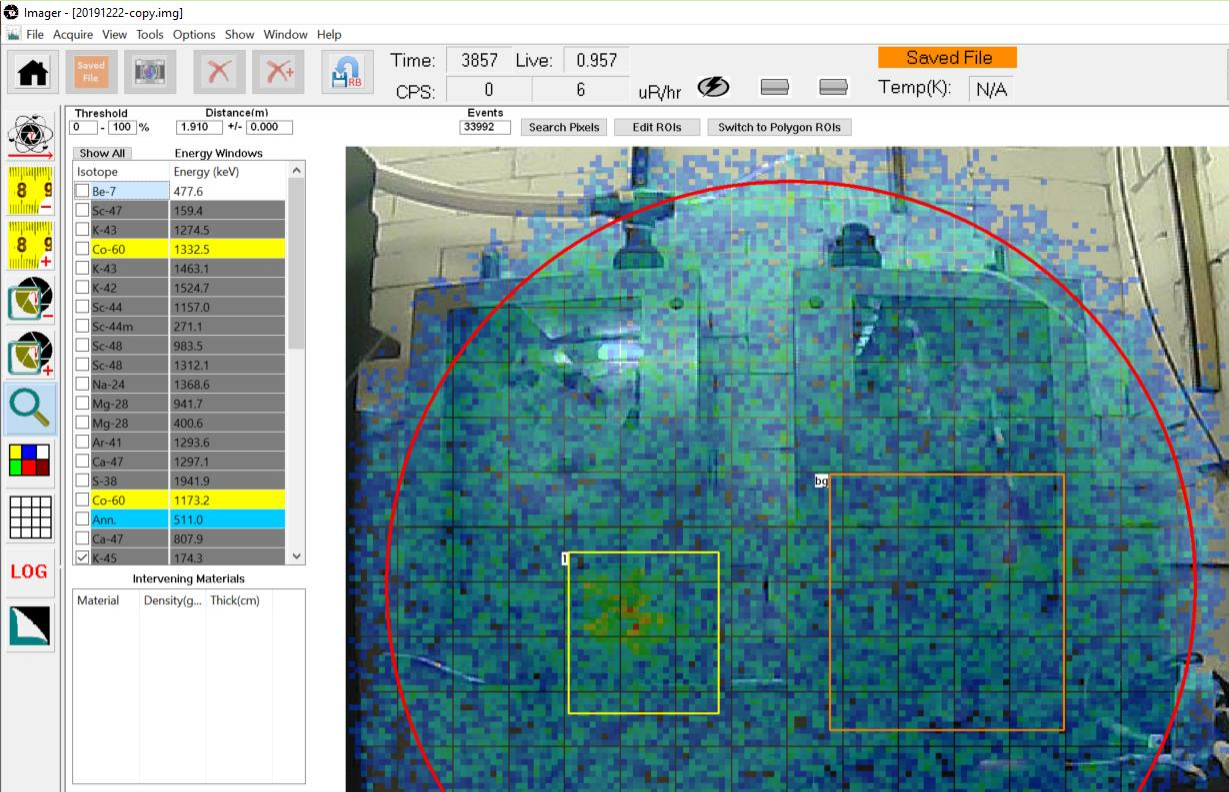 Imager - [20191222-copy.img]
File Acquire View Tools Options Show Window Help
Saved File
RB
Time: 3857 Live: 0.957
CPS: 0 6 uR/hr
Saved File
Temp(K): N/A
Threshold
0 - 100 %
Distance(m)
1.910 +/- 0.000
Events
33992
Search Pixels
Edit ROIs
Switch to Polygon ROIs
Show All
Energy Windows
Isotope Energy (keV)
Be-7 477.6
Sc-47 159.4
K-43 1274.5
Co-60 1332.5
K-43 1463.1
K-42 1524.7
Sc-44 1157.0
Sc-44m 271.1
Sc-48 983.5
Sc-48 1312.1
Na-24 1368.6
Mg-28 941.7
Mg-28 400.6
Ar-41 1293.6
Ca-47 1297.1
S-38 1941.9
Co-60 1173.2
Ann. 511.0
Ca-47 807.9
K-45 174.3
Intervening Materials
Material Density(g... Thick(cm)
8 9
8 9
LOG
bg
1